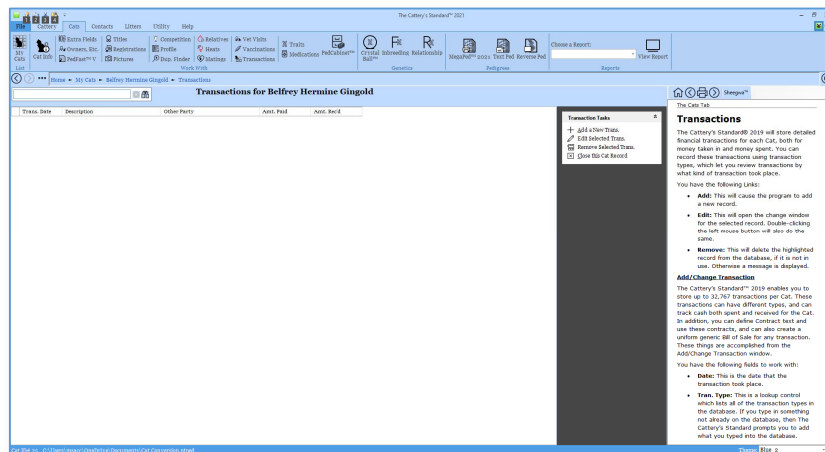 The Cattery's Standard™ 2021
1 2 3 4
File Cattery Cats Contacts Litters Utility Help
My Cats
List
Cat Info
Extra Fields
Owners, Etc.
PedFast™ V
Titles
Registrations
Pictures
Competition
Profile
Dup. Finder
Relatives
Heats
Matings
Vet Visits
Vaccinations
Transactions
Traits
Medications
PedCabinet™
Work With
Crystal Ball™
Inbreeding
Relationship
Genetics
MegaPed™ 2021
Text Ped
Reverse Ped
Pedigrees
Choose a Report:
View Report
Reports
Home My Cats Belfrey Hermine Gingold Transactions
Transactions for Belfrey Hermine Gingold
Trans. Date Description Other Party Amt. Paid Amt. Rec'd
Transaction Tasks
Add a New Trans.
Edit Selected Trans.
Remove Selected Trans.
Close this Cat Record
Sheegwa™
The Cats Tab
Transactions
The Cattery's Standard® 2019 will store detailed
financial transactions for each Cat, both for
money taken in and money spent. You can
record these transactions using transaction
types, which let you review transactions by
what kind of transaction took place.
You have the following Links:
• Add: This will cause the program to add
a new record.
• Edit: This will open the change window
for the selected record. Double-clicking
the left mouse button will also do the
same.
• Remove: This will delete the highlighted
record from the database, if it is not in
use. Otherwise a message is displayed.
Add/Change Transaction
The Cattery's Standard™ 2019 enables you to
store up to 32,767 transactions per Cat. These
transactions can have different types, and can
track cash both spent and received for the Cat.
In addition, you can define Contract text and
use these contracts, and can also create a
uniform generic Bill of Sale for any transaction.
These things are accomplished from the
Add/Change Transaction window.
You have the following fields to work with:
• Date: This is the date that the
transaction took place.
• Tran. Type: This is a lookup control
which lists all of the transaction types in
the database. If you type in something
not already on the database, then The
Cattery's Standard prompts you to add
what you typed into the database.
Theme: Blue 2